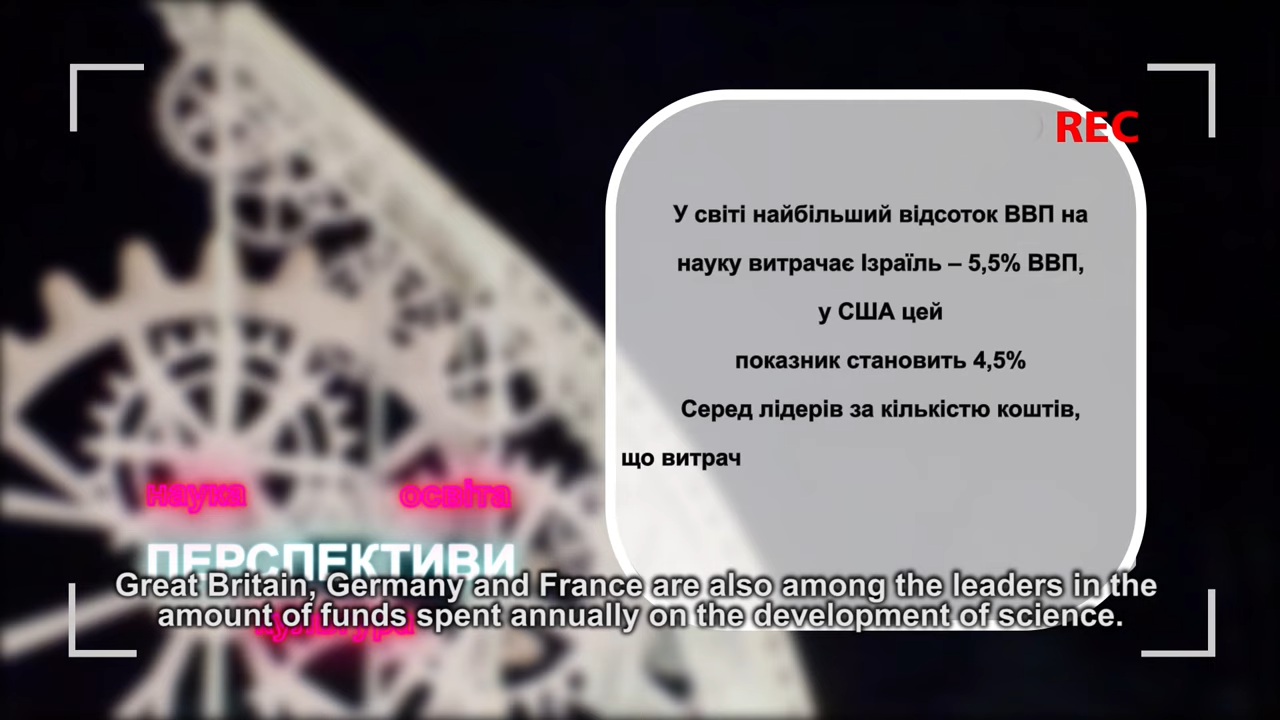 REC
У світі найбільший відсоток ВВП на
науку витрачає Ізраїль – 5,5% ВВП,
у США цей
показник становить 4,5%
Серед лідерів за кількістю коштів,
що витрач
наука освіта
ПЕРСПЕКТИВИ
культура
Great Britain, Germany and France are also among the leaders in the
amount of funds spent annually on the development of science.